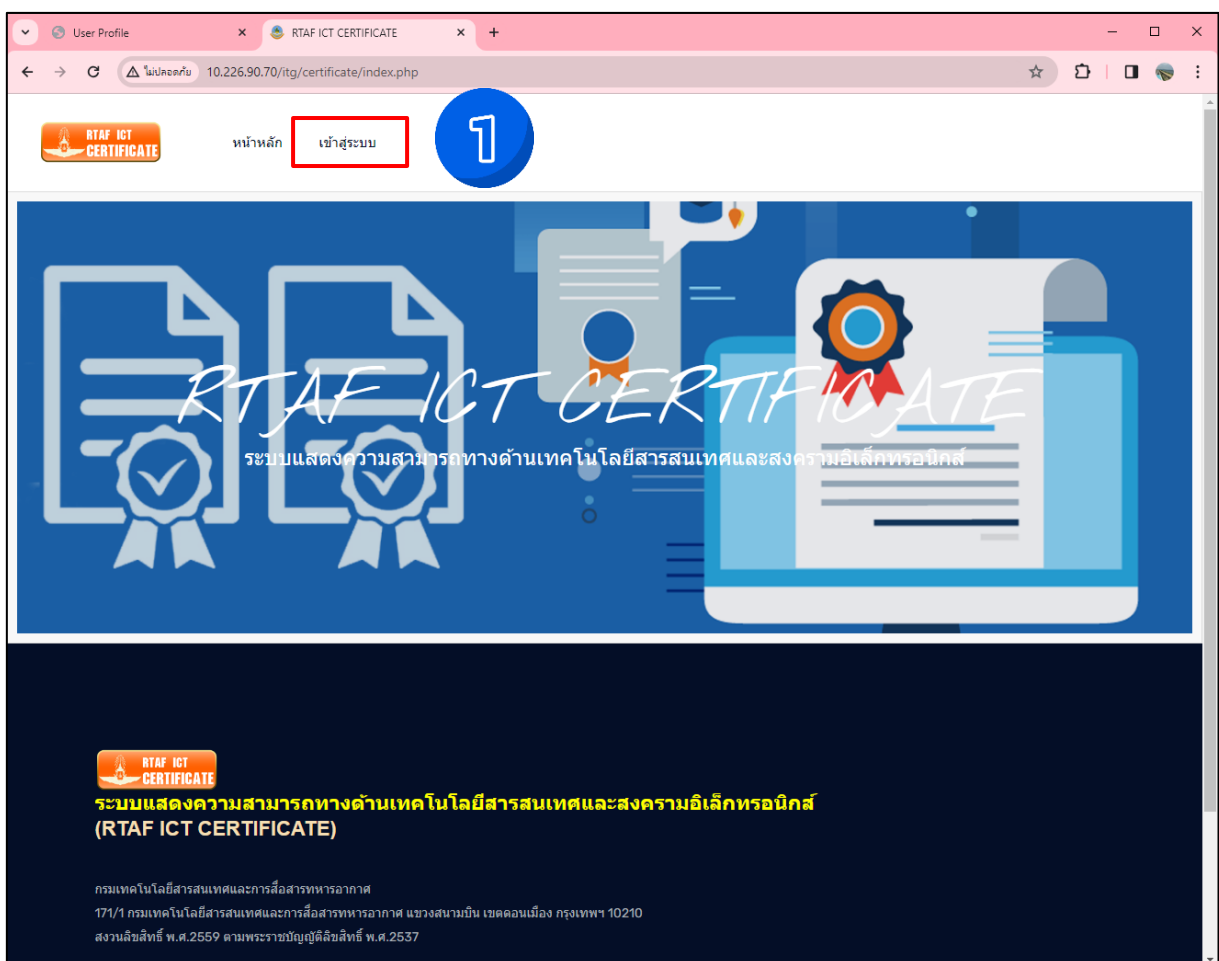 User Profile
RTAF ICT CERTIFICATE
ไม่ปลอดภัย 10.226.90.70/itg/certificate/index.php
RTAF ICT
CERTIFICATE
หน้าหลัก เข้าสู่ระบบ
1
RTAF ICT CERTIFICATE
ระบบแสดงความสามารถทางด้านเทคโนโลยีสารสนเทศและสงครามอิเล็กทรอนิกส์
RTAF ICT
CERTIFICATE
ระบบแสดงความสามารถทางด้านเทคโนโลยีสารสนเทศและสงครามอิเล็กทรอนิกส์
(RTAF ICT CERTIFICATE)
กรมเทคโนโลยีสารสนเทศและการสื่อสารทหารอากาศ
171/1 กรมเทคโนโลยีสารสนเทศและการสื่อสารทหารอากาศ แขวงสนามบิน เขตดอนเมือง กรุงเทพฯ 10210
สงวนลิขสิทธิ์ พ.ศ.2559 ตามพระราชบัญญัติลิขสิทธิ์ พ.ศ.2537